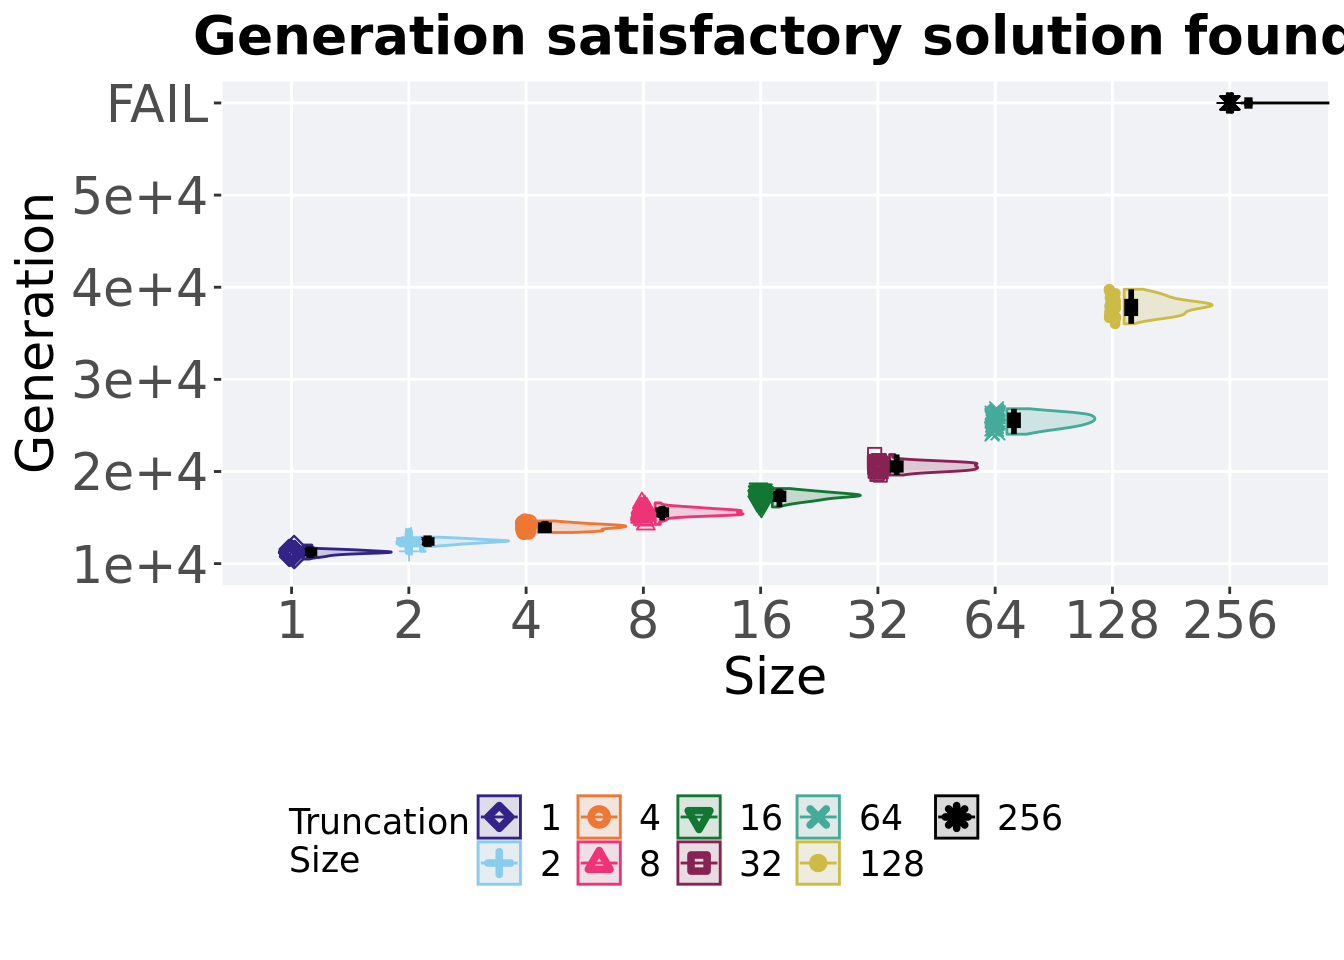 Generation satisfactory solution found
FAIL
5e+4
4e+4
3e+4
2e+4
1e+4
Generation
1 2 4 8 16 32 64 128 256
Size
Truncation
Size
1 4 16 64 256
2 8 32 128